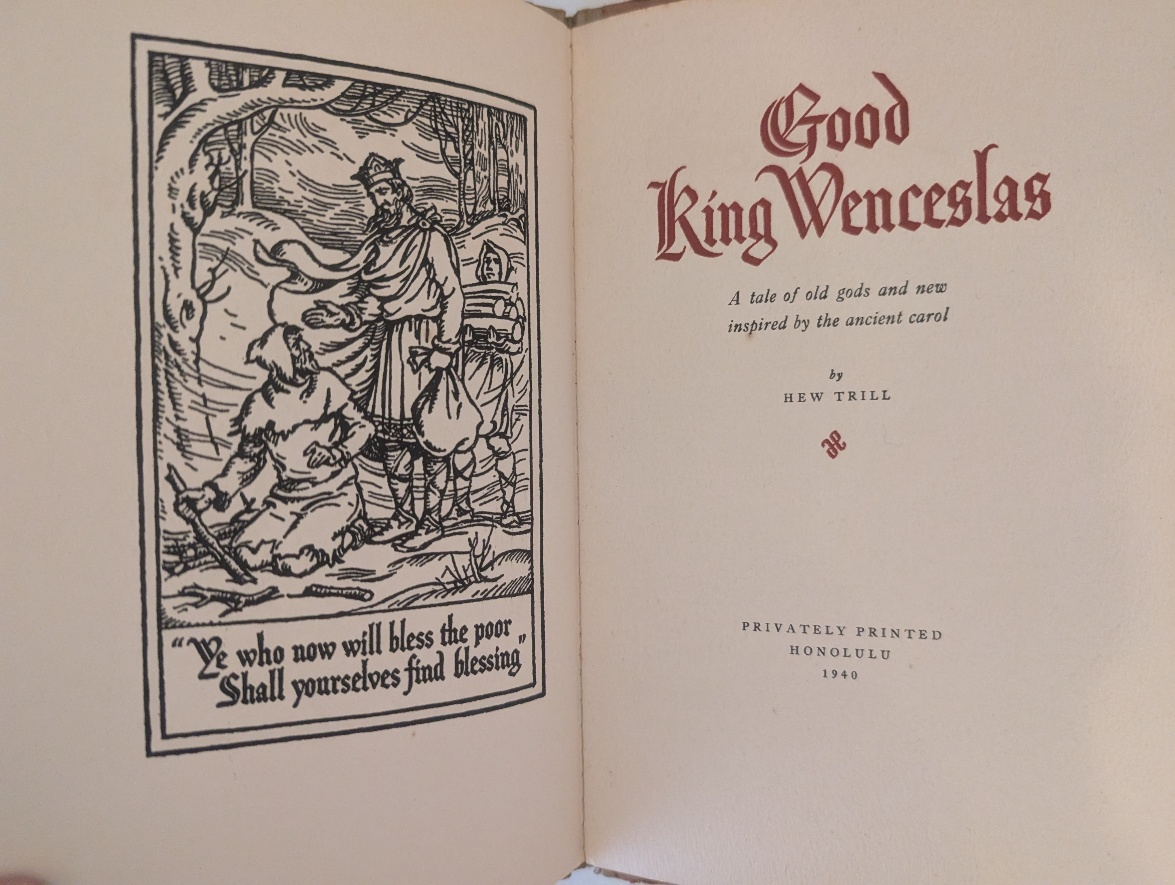 "Ye who now will bless the poor
Shall yourselves find blessing"
Good
King Wenceslas
A tale of old gods and new
inspired by the ancient carol
by
HEW TRILL
PRIVATELY PRINTED
HONOLULU
1940